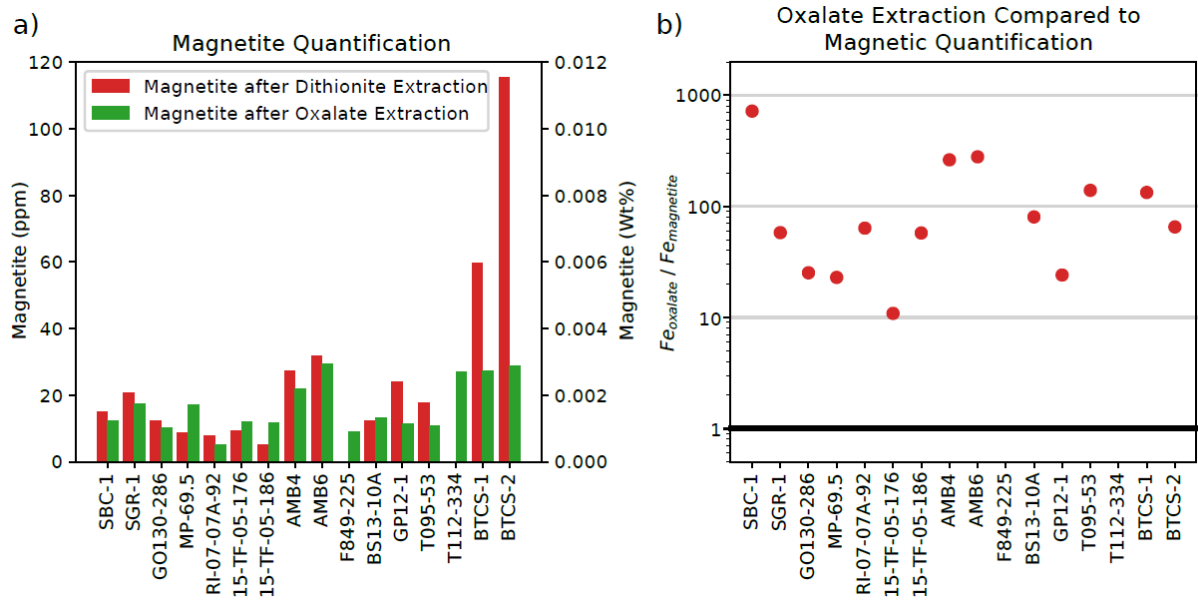 a)
Magnetite Quantification
Magnetite after Dithionite Extraction
Magnetite after Oxalate Extraction
Magnetite (ppm)
120
100
80
60
40
20
0
Magnetite (Wt%)
0.012
0.010
0.008
0.006
0.004
0.002
0.000
SBC-1
SGR-1
GO130-286
MP-69.5
RI-07-07A-92
15-TF-05-176
15-TF-05-186
AMB4
AMB6
F849-225
BS13-10A
GP12-1
T095-53
T112-334
BTCS-1
BTCS-2
b)
Oxalate Extraction Compared to
Magnetic Quantification
Fe oxalate / Fe magnetite
1000
100
10
1
SBC-1
SGR-1
GO130-286
MP-69.5
RI-07-07A-92
15-TF-05-176
15-TF-05-186
AMB4
AMB6
F849-225
BS13-10A
GP12-1
T095-53
T112-334
BTCS-1
BTCS-2